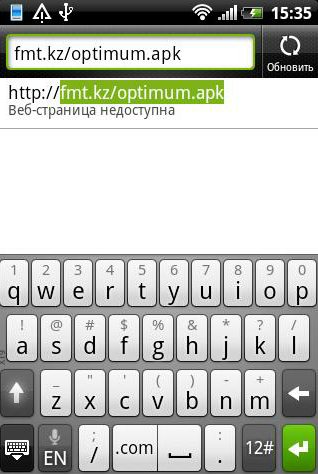 15:35
fmt.kz/optimum.apk
Обновить
http://fmt.kz/optimum.apk
Веб-страница недоступна
1 2 3 4 5 6 7 8 9 0
q w e r t y u i o p
! @ # $ % & * ? /
a s d f g h j k l
_ " ' ( ) - +
z x c v b n m
; :
EN / .com . 12#